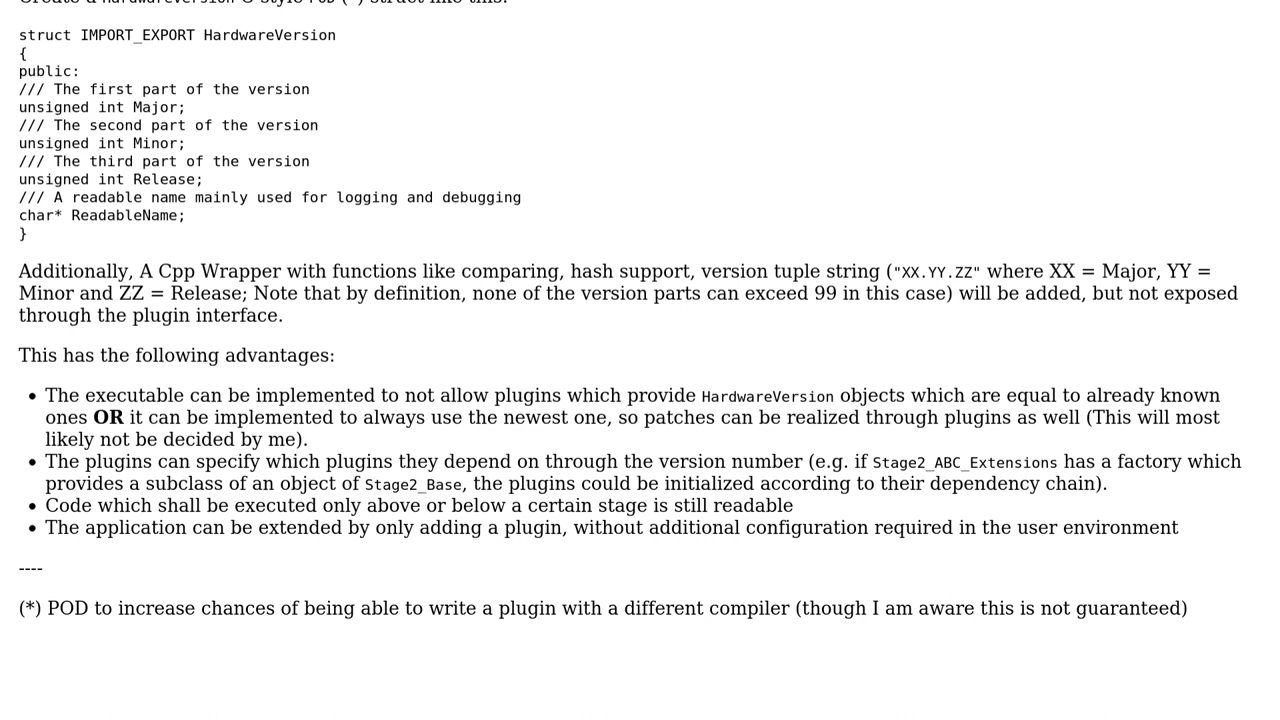 Create a HardwareVersion C-style POD (*) struct like this:
struct IMPORT_EXPORT HardwareVersion
{
public:
/// The first part of the version
unsigned int Major;
/// The second part of the version
unsigned int Minor;
/// The third part of the version
unsigned int Release;
/// A readable name mainly used for logging and debugging
char* ReadableName;
}
Additionally, A Cpp Wrapper with functions like comparing, hash support, version tuple string ("XX.YY.ZZ" where XX = Major, YY =
Minor and ZZ = Release; Note that by definition, none of the version parts can exceed 99 in this case) will be added, but not exposed
through the plugin interface.
This has the following advantages:
• The executable can be implemented to not allow plugins which provide HardwareVersion objects which are equal to already known
ones OR it can be implemented to always use the newest one, so patches can be realized through plugins as well (This will most
likely not be decided by me).
• The plugins can specify which plugins they depend on through the version number (e.g. if Stage2_ABC_Extensions has a factory which
provides a subclass of an object of Stage2_Base, the plugins could be initialized according to their dependency chain).
• Code which shall be executed only above or below a certain stage is still readable
• The application can be extended by only adding a plugin, without additional configuration required in the user environment
----
(*) POD to increase chances of being able to write a plugin with a different compiler (though I am aware this is not guaranteed)